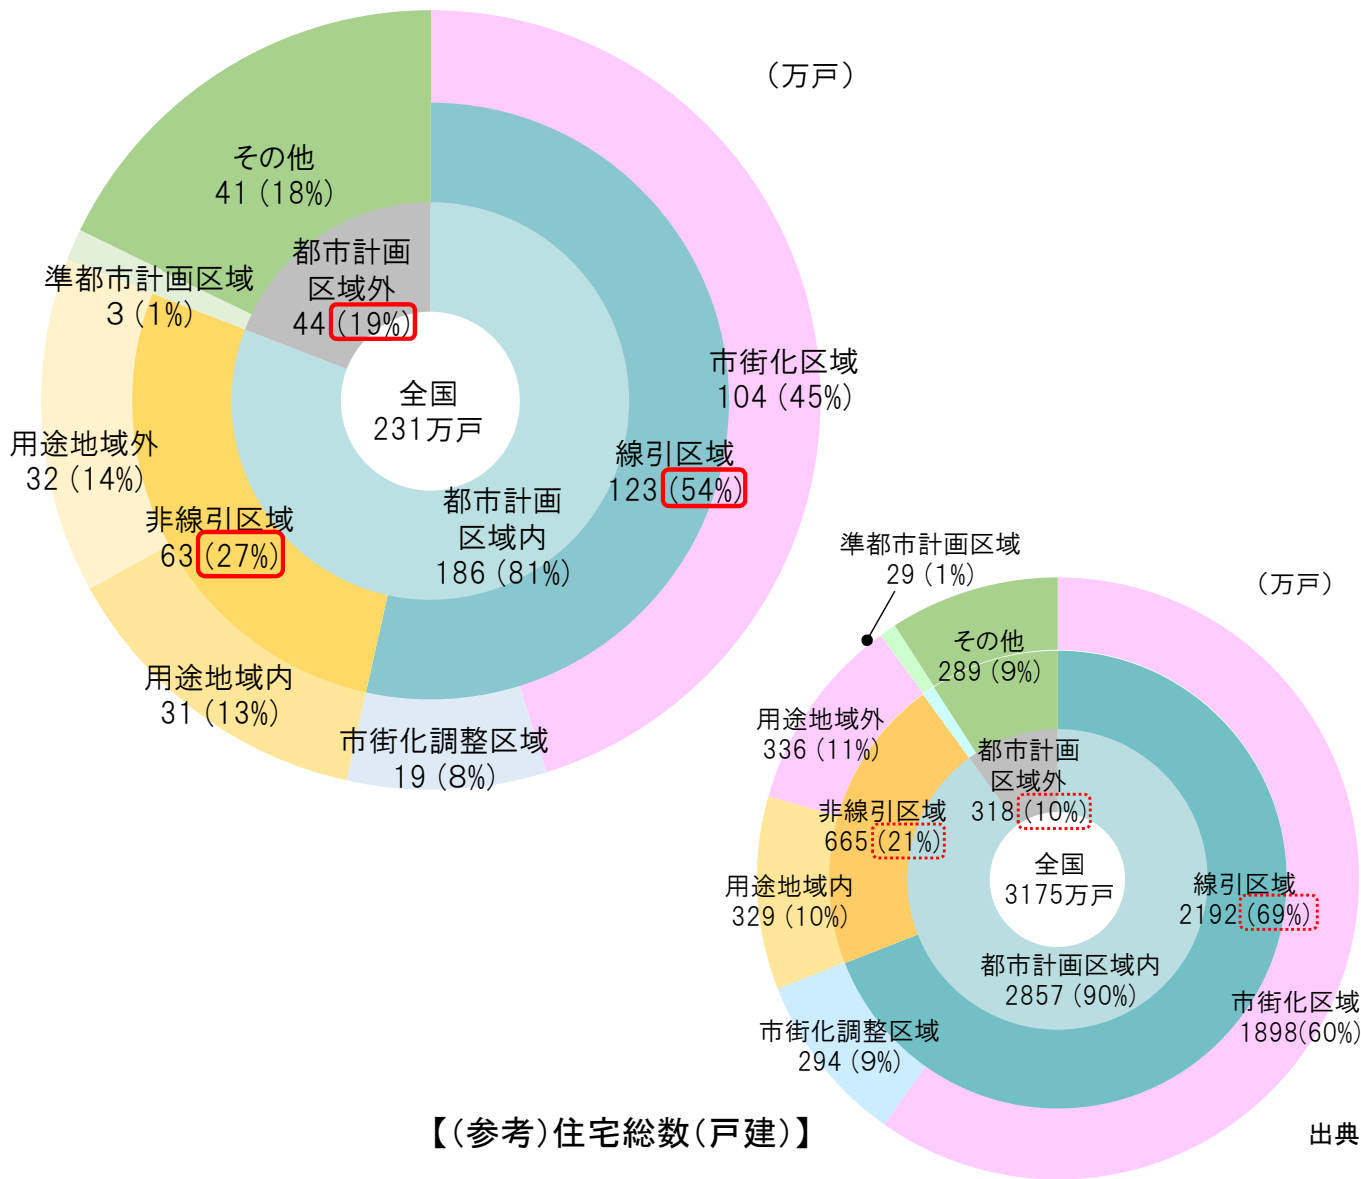 （万戸）
その他
41（18%）
都市計画
区域外
44（19%）
準都市計画区域
3（1%）
市街化区域
104（45%）
全国
231万戸
用途地域外
32（14%）
線引区域
123（54%）
都市計画
区域内
186（81%）
非線引区域
63（27%）
用途地域内
31（13%）
市街化調整区域
19（8%）
準都市計画区域
29（1%）
（万戸）
その他
289（9%）
用途地域外
336（11%）
都市計画
区域外
318（10%）
非線引区域
665（21%）
全国
3175万戸
線引区域
2192（69%）
用途地域内
329（10%）
都市計画区域内
2857（90%）
市街化区域
1898(60%)
市街化調整区域
294（9%）
【（参考）住宅総数（戸建）】
出典